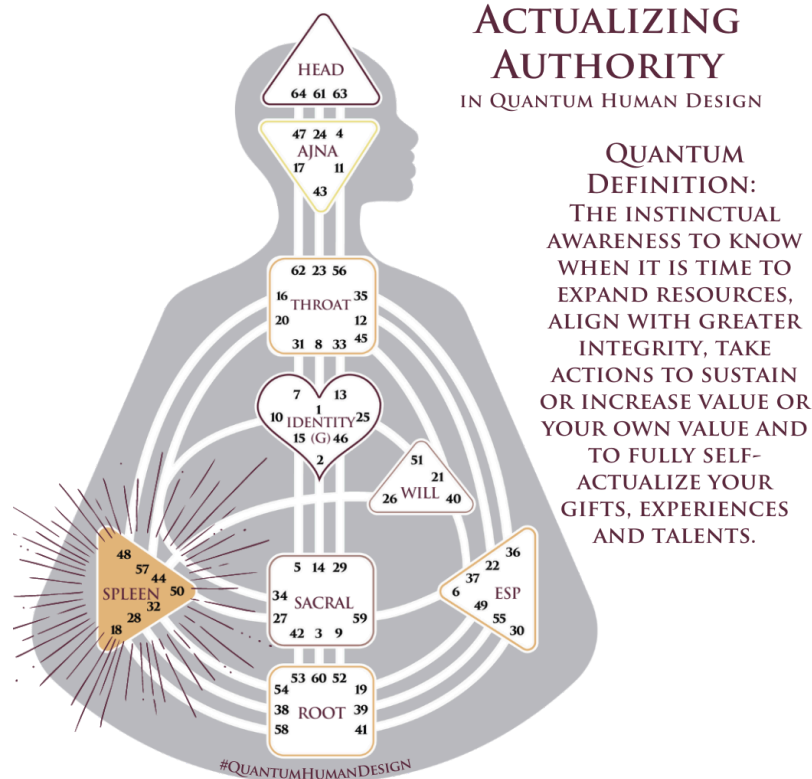 ACTUALIZING
AUTHORITY
IN QUANTUM HUMAN DESIGN
QUANTUM
DEFINITION:
THE INSTINCTUAL
AWARENESS TO KNOW
WHEN IT IS TIME TO
EXPAND RESOURCES,
ALIGN WITH GREATER
INTEGRITY, TAKE
ACTIONS TO SUSTAIN
OR INCREASE VALUE OR
YOUR OWN VALUE AND
TO FULLY SELF-
ACTUALIZE YOUR
GIFTS, EXPERIENCES
AND TALENTS.
HEAD
64 61 63
47 24 4
AJNA
17 11
43
62 23 56
16 35
THROAT
20 12
45
31 8 33
7 13
1
10 25
IDENTITY
15 (G) 46
2
51
21
WILL
26 40
48
57
44
SPLEEN 50
32
28
18
5 14 29
34
SACRAL
27 59
42 3 9
36
22
37
6 ESP
49
55
30
53 60 52
54 19
38 ROOT 39
58 41
#QUANTUMHUMANDESIGN